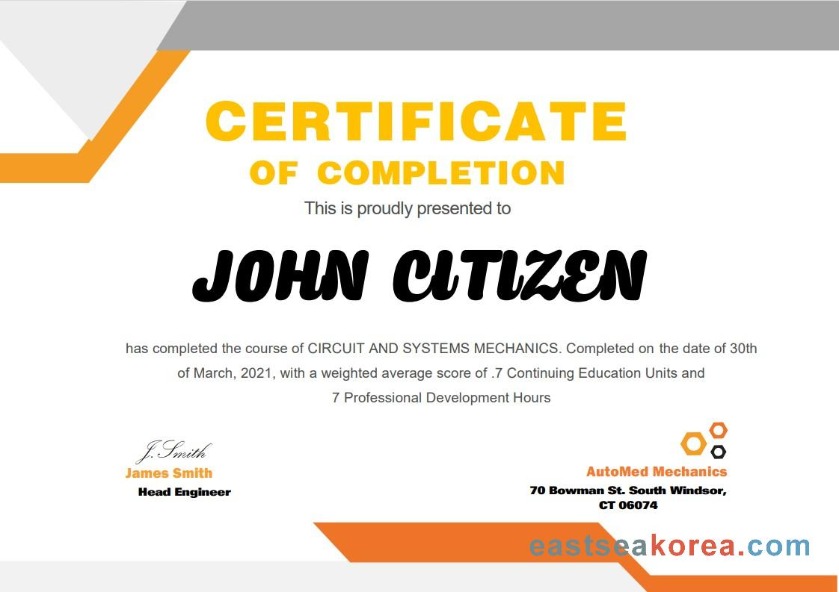 CERTIFICATE
OF COMPLETION
This is proudly presented to
JOHN CITIZEN
has completed the course of CIRCUIT AND SYSTEMS MECHANICS. Completed on the date of 30th
of March, 2021, with a weighted average score of .7 Continuing Education Units and
7 Professional Development Hours
J. Smith
James Smith
Head Engineer
AutoMed Mechanics
70 Bowman St. South Windsor,
CT 06074
eastseakorea.com